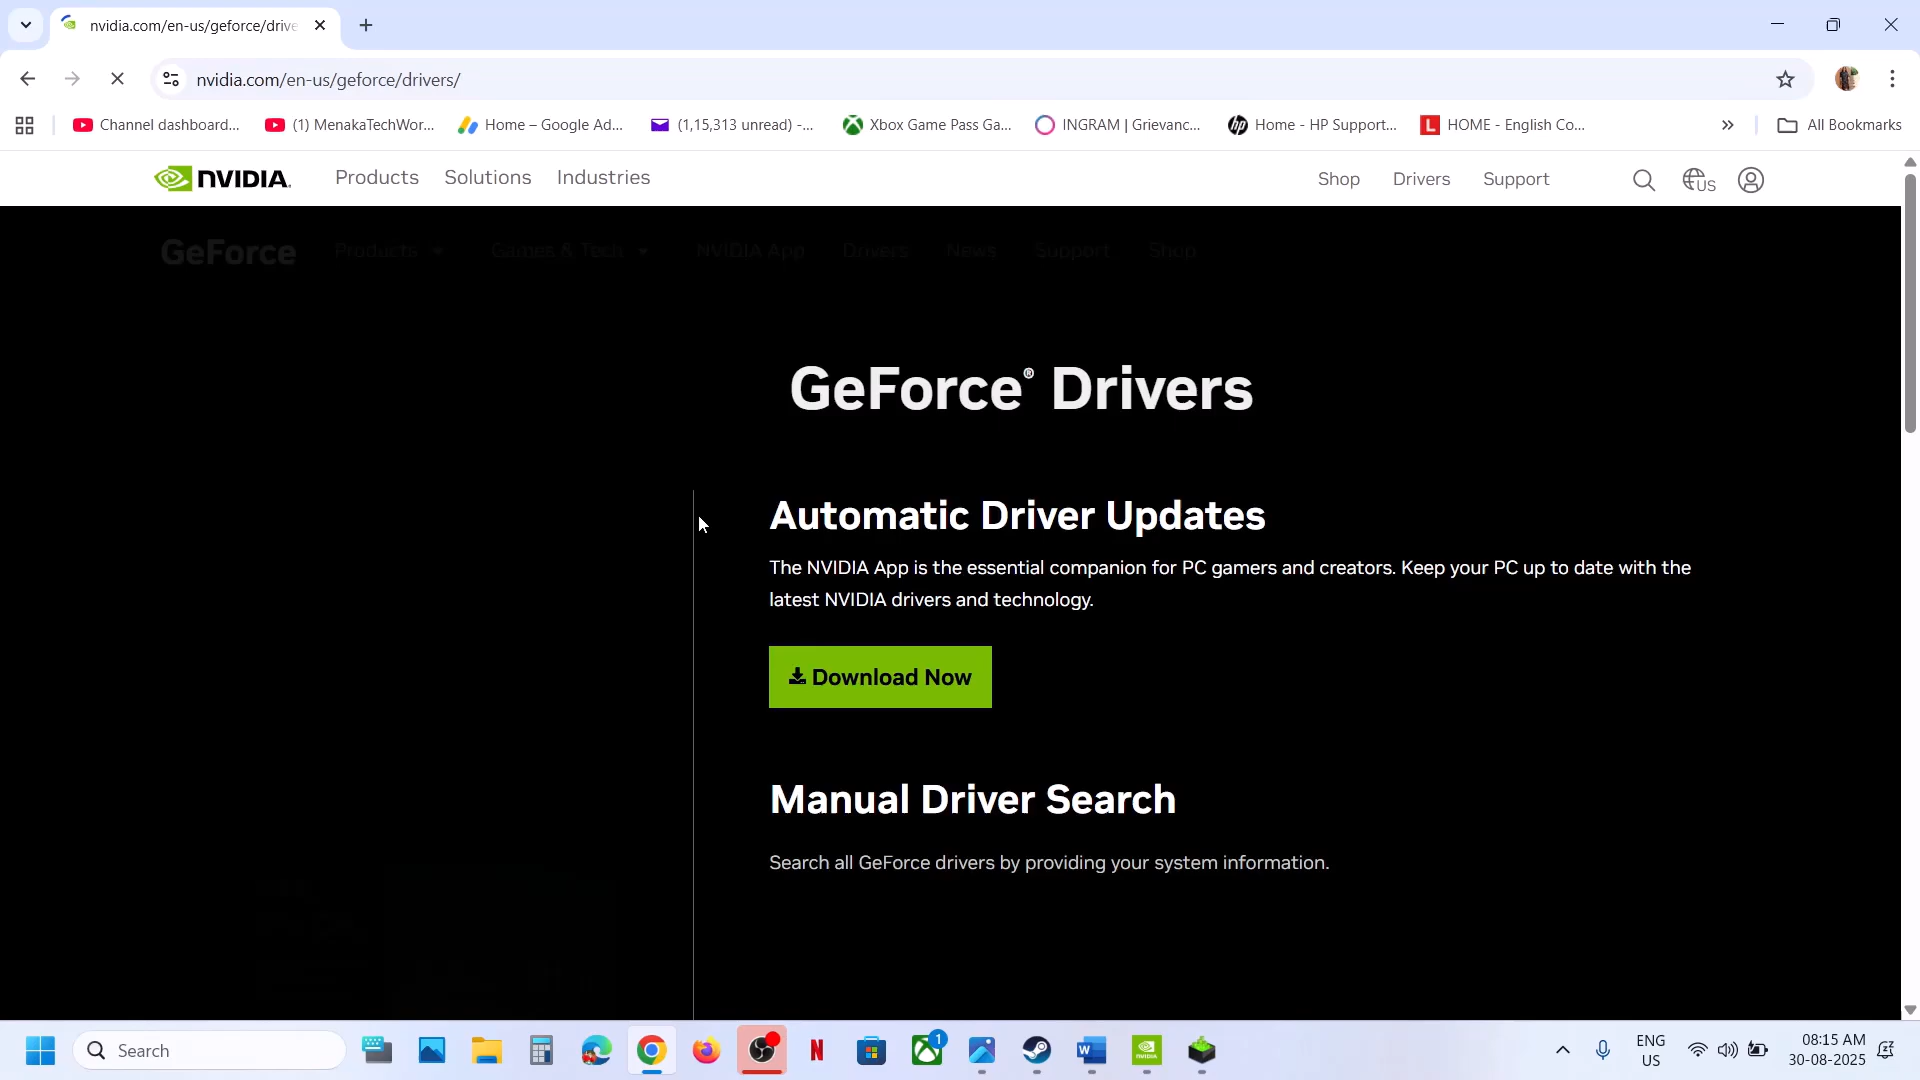 nvidia.com/en-us/geforce/drive
nvidia.com/en-us/geforce/drivers/
Channel dashboard...
(1) MenakaTechWor...
Home – Google Ad...
(1,15,313 unread) -...
Xbox Game Pass Ga...
INGRAM | Grievanc...
hp
Home - HP Support...
L
HOME - English Co...
»
All Bookmarks
NVIDIA.
Products
Solutions
Industries
Shop
Drivers
Support
US
GeForce
Products
Games & Tech
NVIDIA App
Drivers
News
Support
Shop
GeForce® Drivers
Automatic Driver Updates
The NVIDIA App is the essential companion for PC gamers and creators. Keep your PC up to date with the
latest NVIDIA drivers and technology.
Download Now
Manual Driver Search
Search all GeForce drivers by providing your system information.
Search
N
1
W
NVIDIA
ENG
US
08:15 AM
30-08-2025